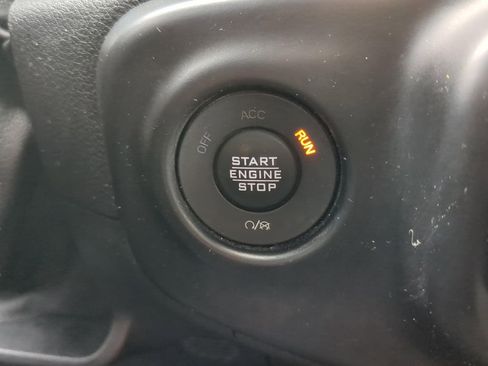 ACC
OFF
RUN
START
ENGINE
STOP